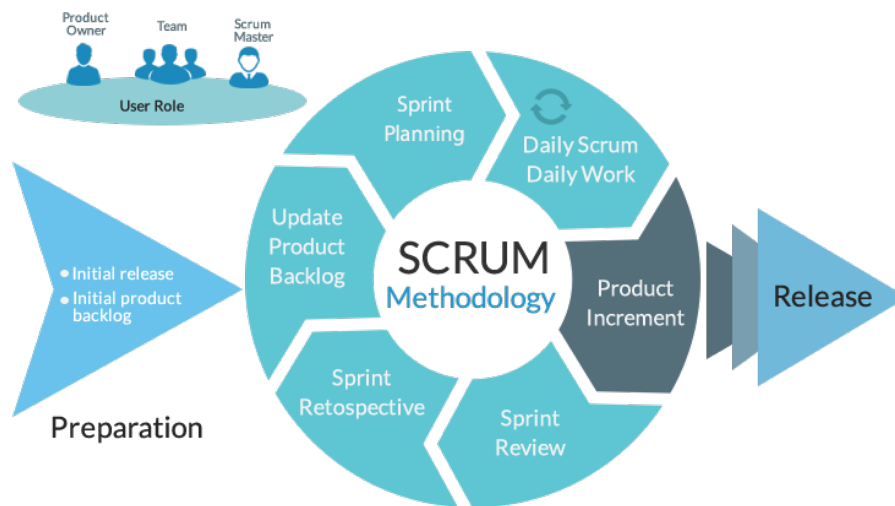 Product
Owner
Team
Scrum
Master
User Role
Sprint
Planning
Daily Scrum
Daily Work
Update
Product
Backlog
SCRUM
Methodology
Product
Increment
Release
• Initial release
• Initial product
backlog
Preparation
Sprint
Retospective
Sprint
Review